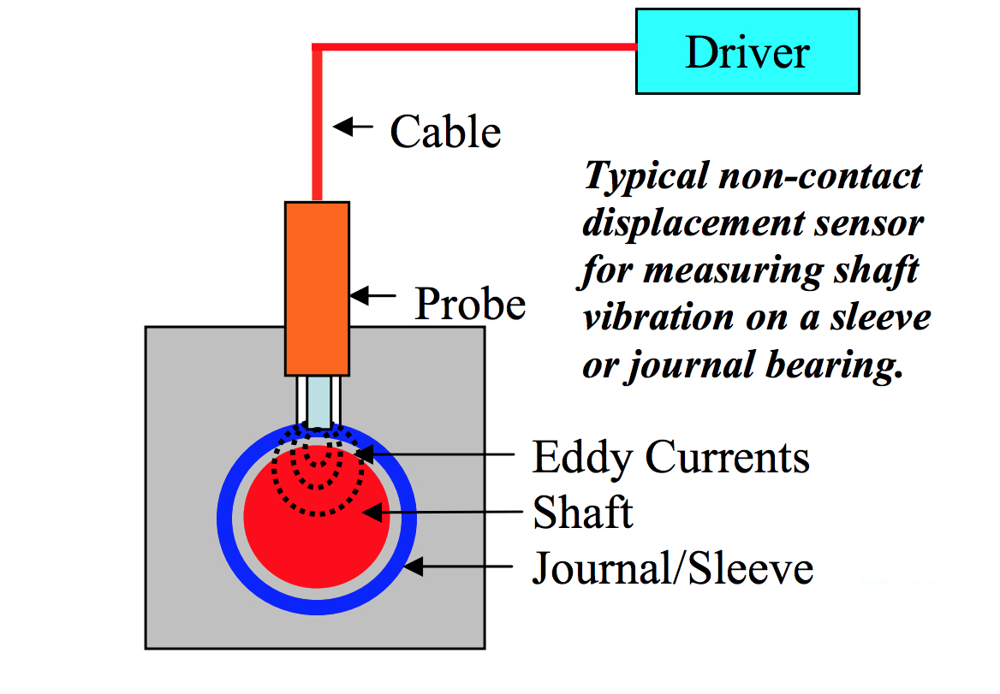 Driver
Cable
Typical non-contact
displacement sensor
for measuring shaft
vibration on a sleeve
or journal bearing.
Probe
Eddy Currents
Shaft
Journal/Sleeve